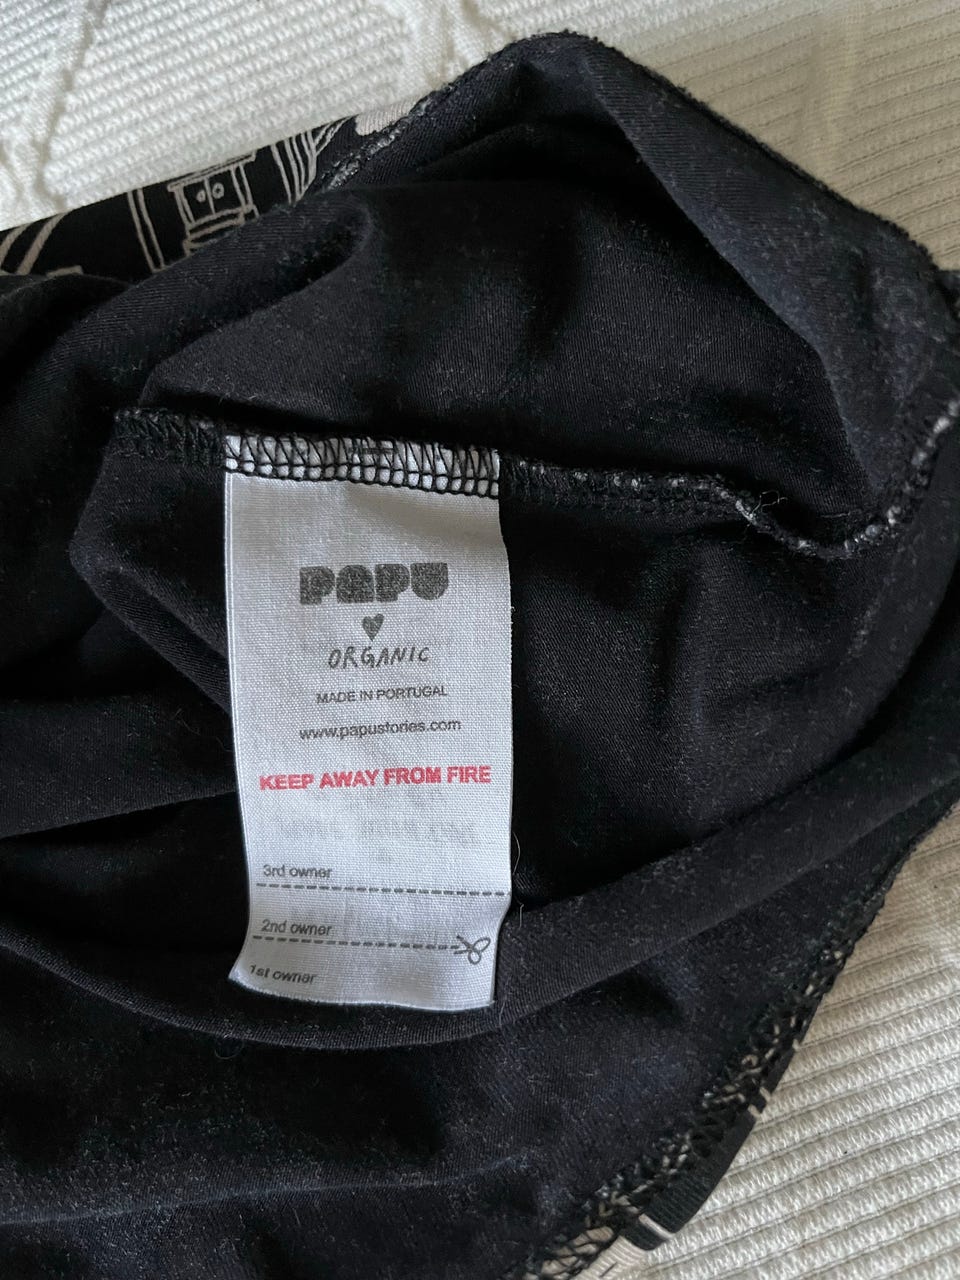 PAPU
ORGANIC
MADE IN PORTUGAL
www.papustories.com
KEEP AWAY FROM FIRE
3rd owner
2nd owner
1st owner